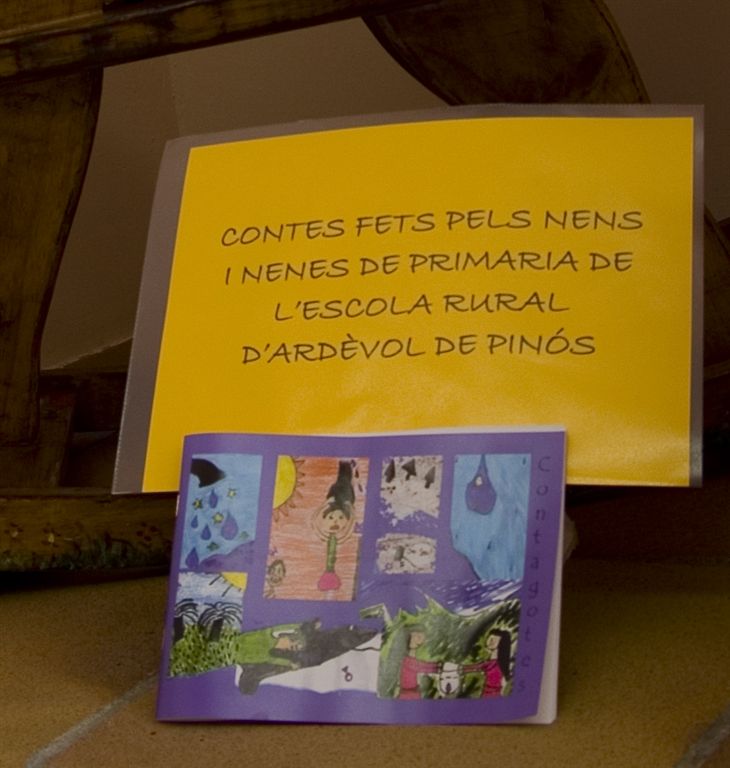 CONTES FETS PELS NENS
I NENES DE PRIMARIA DE
L'ESCOLA RURAL
D'ARDÈVOL DE PINÓS
Contagotes